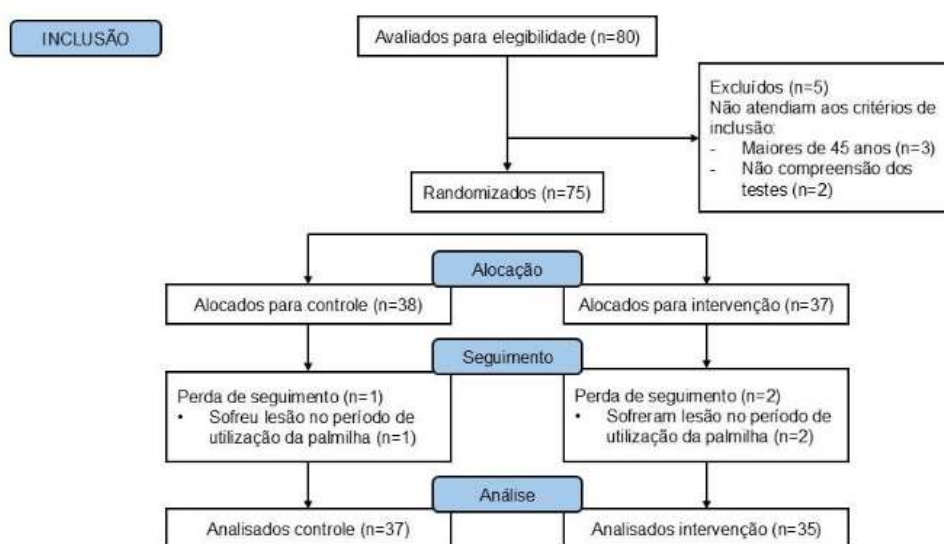 INCLUSÃO
Avaliados para elegibilidade (n=80)
Excluídos (n=5)
Não atendiam aos critérios de
inclusão:
- Maiores de 45 anos (n=3)
- Não compreensão dos
testes (n=2)
Randomizados (n=75)
Alocação
Alocados para controle (n=38)
Alocados para intervenção (n=37)
Seguimento
Perda de seguimento (n=1)
• Sofreu lesão no período de
utilização da palmilha (n=1)
Perda de seguimento (n=2)
• Sofreram lesão no período de
utilização da palmilha (n=2)
Análise
Analisados controle (n=37)
Analisados intervenção (n=35)